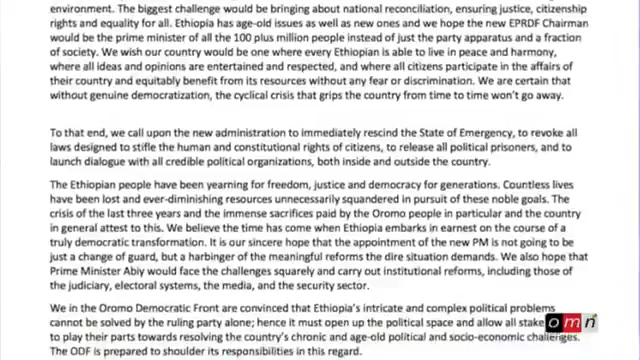 environment. The biggest challenge would be bringing about national reconciliation, ensuring justice, citizenship
rights and equality for all. Ethiopia has age-old issues as well as new ones and we hope the new EPRDF Chairman
would be the prime minister of all the 100 plus million people instead of just the party apparatus and a fraction
of society. We wish our country would be one where every Ethiopian is able to live in peace and harmony,
where all ideas and opinions are entertained and respected, and where all citizens participate in the affairs of
their country and equitably benefit from its resources without any fear or discrimination. We are certain that
without genuine democratization, the cyclical crisis that grips the country from time to time won't go away.
To that end, we call upon the new administration to immediately rescind the State of Emergency, to revoke all
laws designed to stifle the human and constitutional rights of citizens, to release all political prisoners, and to
launch dialogue with all credible political organizations, both inside and outside the country.
The Ethiopian people have been yearning for freedom, justice and democracy for generations. Countless lives
have been lost and ever-diminishing resources unnecessarily squandered in pursuit of these noble goals. The
crisis of the last three years and the immense sacrifices paid by the Oromo people in particular and the country
in general attest to this. We believe the time has come when Ethiopia embarks in earnest on the course of a
truly democratic transformation. It is our sincere hope that the appointment of the new PM is not going to be
just a change of guard, but a harbinger of the meaningful reforms the dire situation demands. We also hope that
Prime Minister Abiy would face the challenges squarely and carry out institutional reforms, including those of
the judiciary, electoral systems, the media, and the security sector.
We in the Oromo Democratic Front are convinced that Ethiopia's intricate and complex political problems
cannot be solved by the ruling party alone; hence it must open up the political space and allow all stake
to play their parts towards resolving the country's chronic and age-old political and socio-economic challenges.
The ODF is prepared to shoulder its responsibilities in this regard.
omn